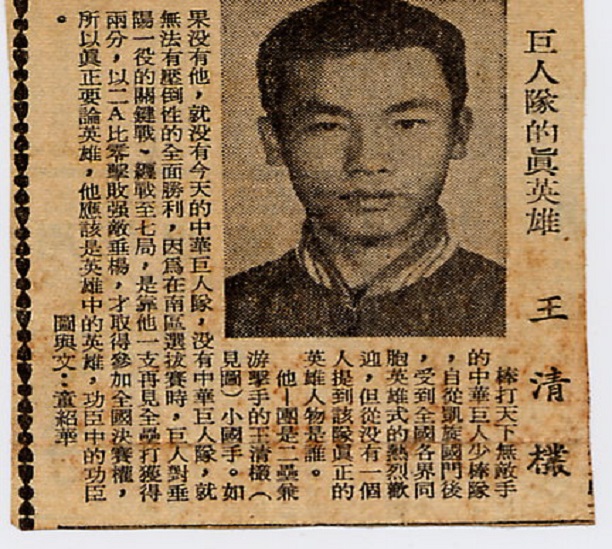 巨人隊的眞英雄 王清欉
棒打天下無敵手
的中華巨人少棒隊
，自從凱旋國門後
，受到全國各界同
胞英雄式的熱烈歡
迎，但從沒有一個
人提到該隊眞正的
英雄人物是誰。
他—團是二壘兼
游擊手的王清欉（
見圖）小國手。如
果沒有他，就沒有今天的中華巨人隊，沒有中華巨人隊，就
無法有壓倒性的全面勝利，因爲在南區選拔賽時，巨人對垂
陽一役的關鍵戰、纒戰至七局，是靠他一支再見全壘打獲得
兩分，以二A比零擊敗强敵垂楊，才取得參加全國決賽權，
所以眞正要論英雄，他應該是英雄中的英雄，功臣中的功臣
。
圖與文：童紹華